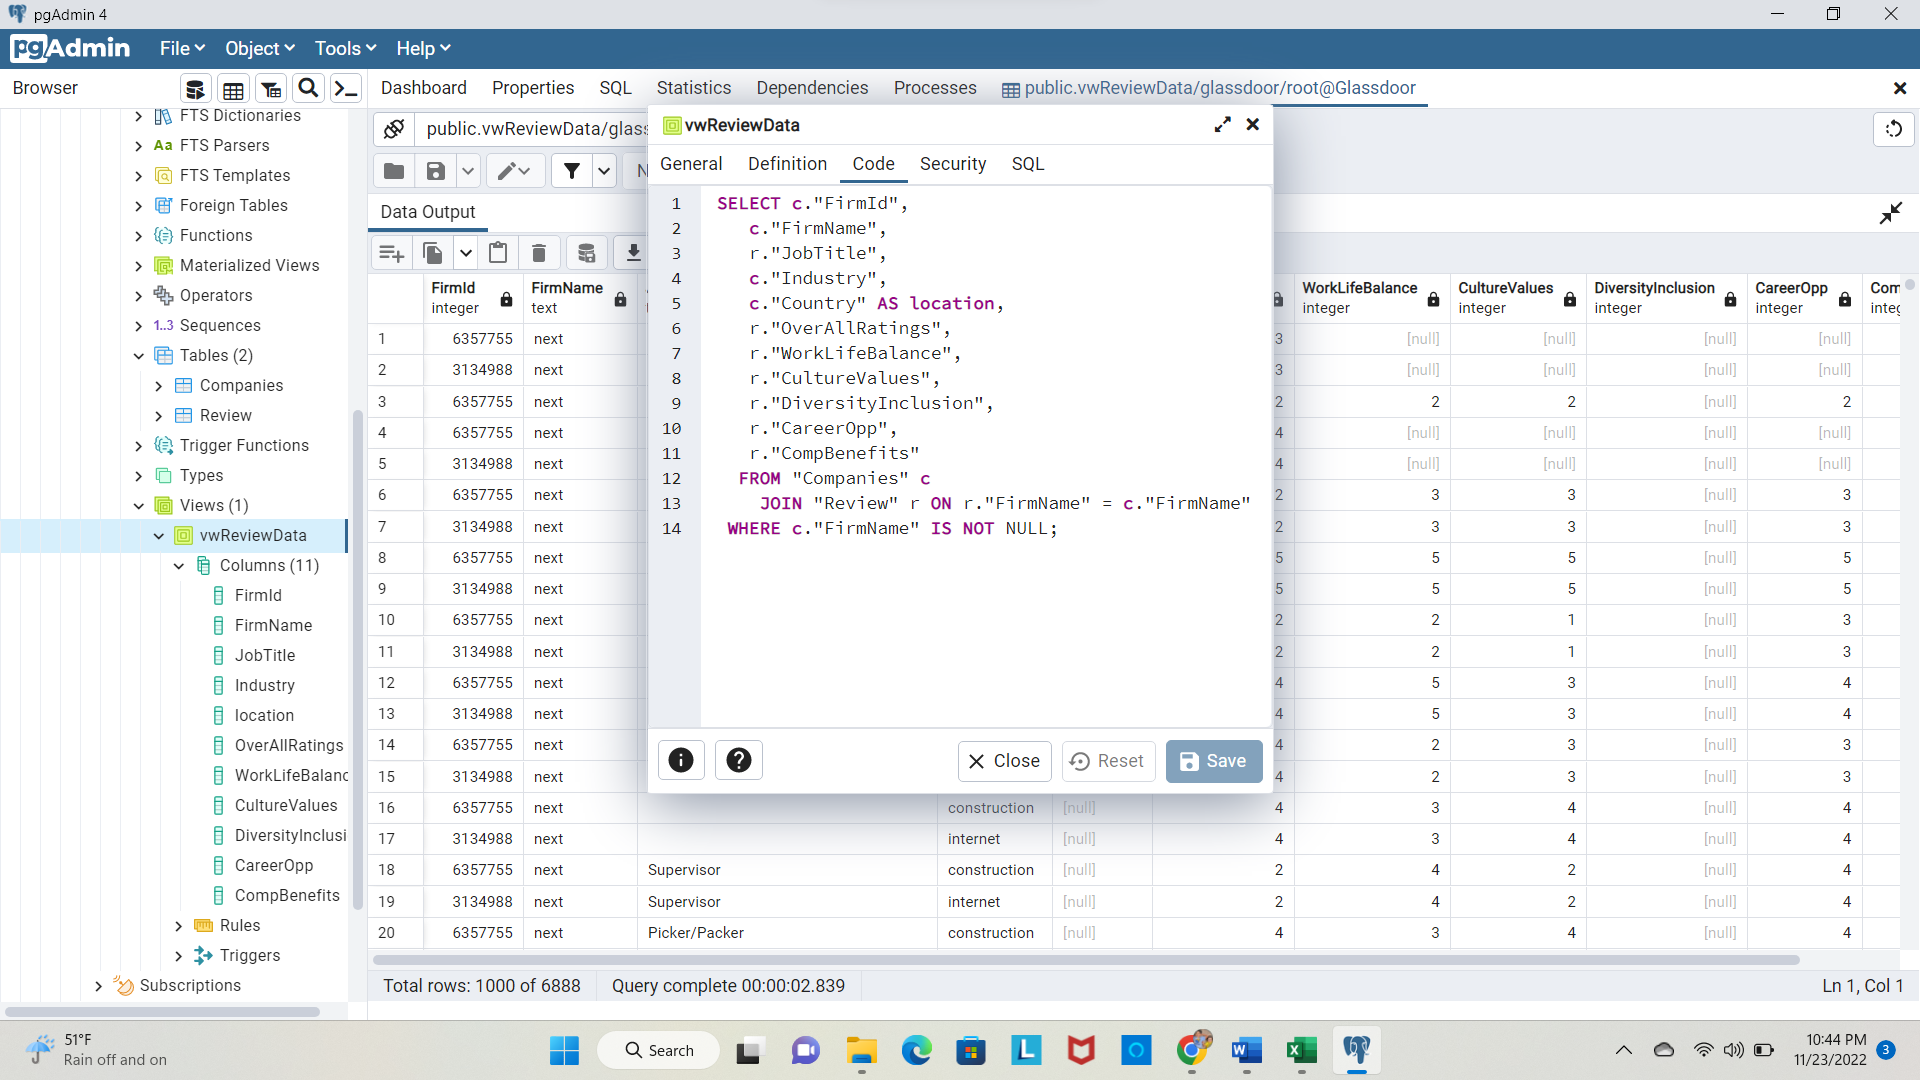 pgAdmin 4
pgAdmin File Object Tools Help
Browser
Dashboard Properties SQL Statistics Dependencies Processes public.vwReviewData/glassdoor/root@Glassdoor
FTS Dictionaries
FTS Parsers
FTS Templates
Foreign Tables
Functions
Materialized Views
Operators
1..3 Sequences
Tables (2)
Companies
Review
Trigger Functions
Types
Views (1)
vwReviewData
Columns (11)
FirmId
FirmName
JobTitle
Industry
location
OverAllRatings
WorkLifeBalanc
CultureValues
DiversityInclusi
CareerOpp
CompBenefits
Rules
Triggers
Subscriptions
public.vwReviewData/glas
Data Output
vwReviewData
General Definition Code Security SQL
1 SELECT c."FirmId",
2 c."FirmName",
3 r."JobTitle",
4 c."Industry",
5 c."Country" AS location,
6 r."OverAllRatings",
7 r."WorkLifeBalance",
8 r."CultureValues",
9 r."DiversityInclusion",
10 r."CareerOpp",
11 r."CompBenefits"
12 FROM "Companies" c
13 JOIN "Review" r ON r."FirmName" = c."FirmName"
14 WHERE c."FirmName" IS NOT NULL;
Close Reset Save
FirmId FirmName WorkLifeBalance CultureValues DiversityInclusion CareerOpp Com
integer text integer integer integer integer integ
1 6357755 next 3 [null] [null] [null] [null]
2 3134988 next 3 [null] [null] [null] [null]
3 6357755 next 2 2 2 [null] 2
4 6357755 next 4 [null] [null] [null] [null]
5 3134988 next 4 [null] [null] [null] [null]
6 6357755 next 2 3 3 [null] 3
7 3134988 next 2 3 3 [null] 3
8 6357755 next 5 5 5 [null] 5
9 3134988 next 5 5 5 [null] 5
10 6357755 next 2 2 1 [null] 3
11 3134988 next 2 2 1 [null] 3
12 6357755 next 4 5 3 [null] 4
13 3134988 next 4 5 3 [null] 4
14 6357755 next 4 2 3 [null] 3
15 3134988 next 4 2 3 [null] 3
16 6357755 next construction [null] 4 3 4 [null] 4
17 3134988 next internet [null] 4 3 4 [null] 4
18 6357755 next Supervisor construction [null] 2 4 2 [null] 4
19 3134988 next Supervisor internet [null] 2 4 2 [null] 4
20 6357755 next Picker/Packer construction [null] 4 3 4 [null] 4
Total rows: 1000 of 6888 Query complete 00:00:02.839 Ln 1, Col 1
51°F
Rain off and on
Search
10:44 PM
11/23/2022
3